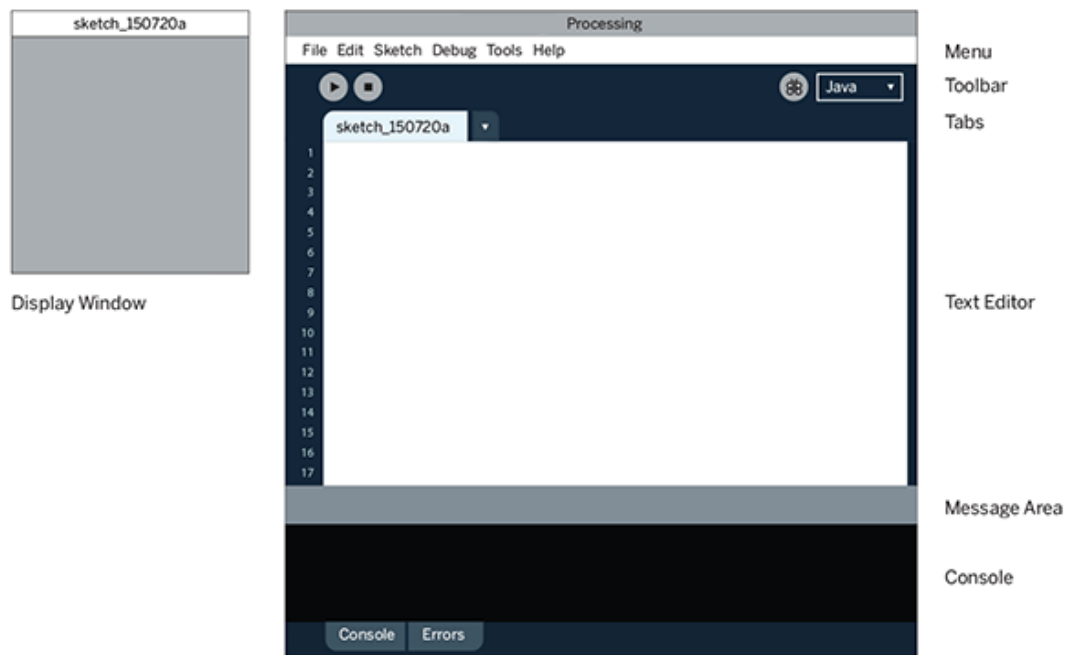 sketch_150720a
Display Window
Processing
File Edit Sketch Debug Tools Help
Java
sketch_150720a
1
2
3
4
5
6
7
8
9
10
11
12
13
14
15
16
17
Console Errors
Menu
Toolbar
Tabs
Text Editor
Message Area
Console